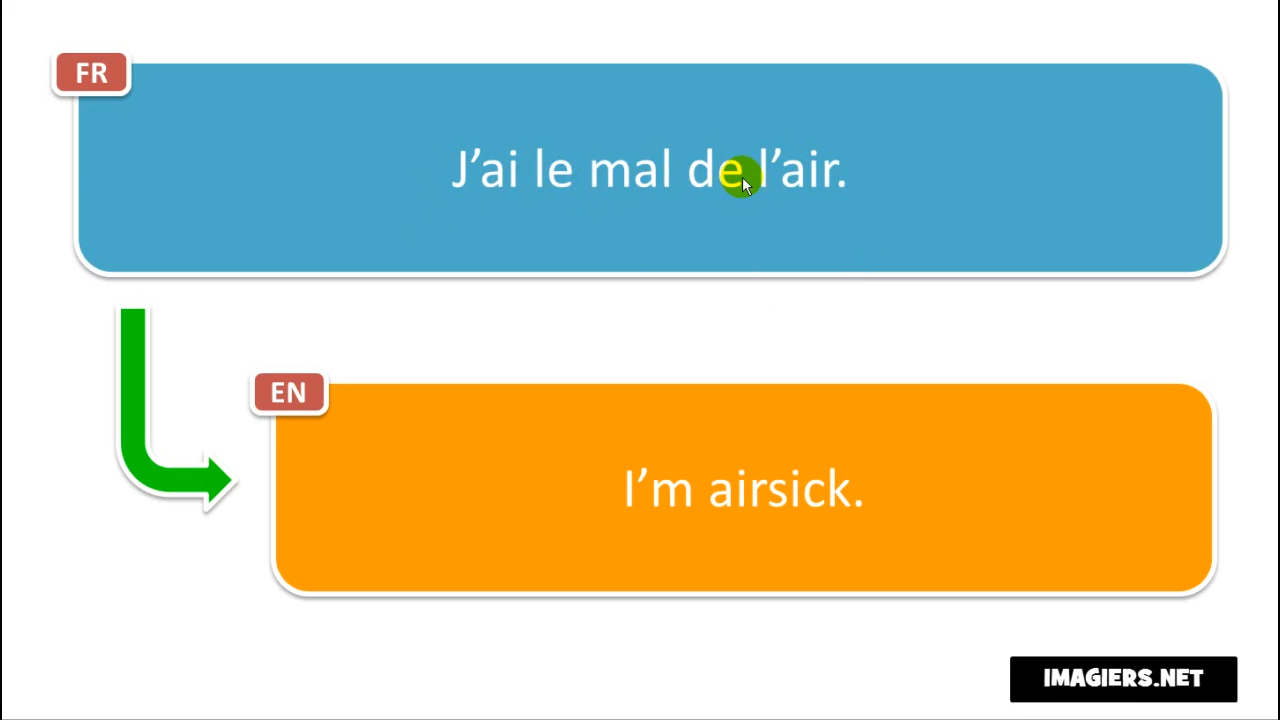 FR
J’ai le mal de l’air.
EN
I’m airsick.
IMAGIERS.NET